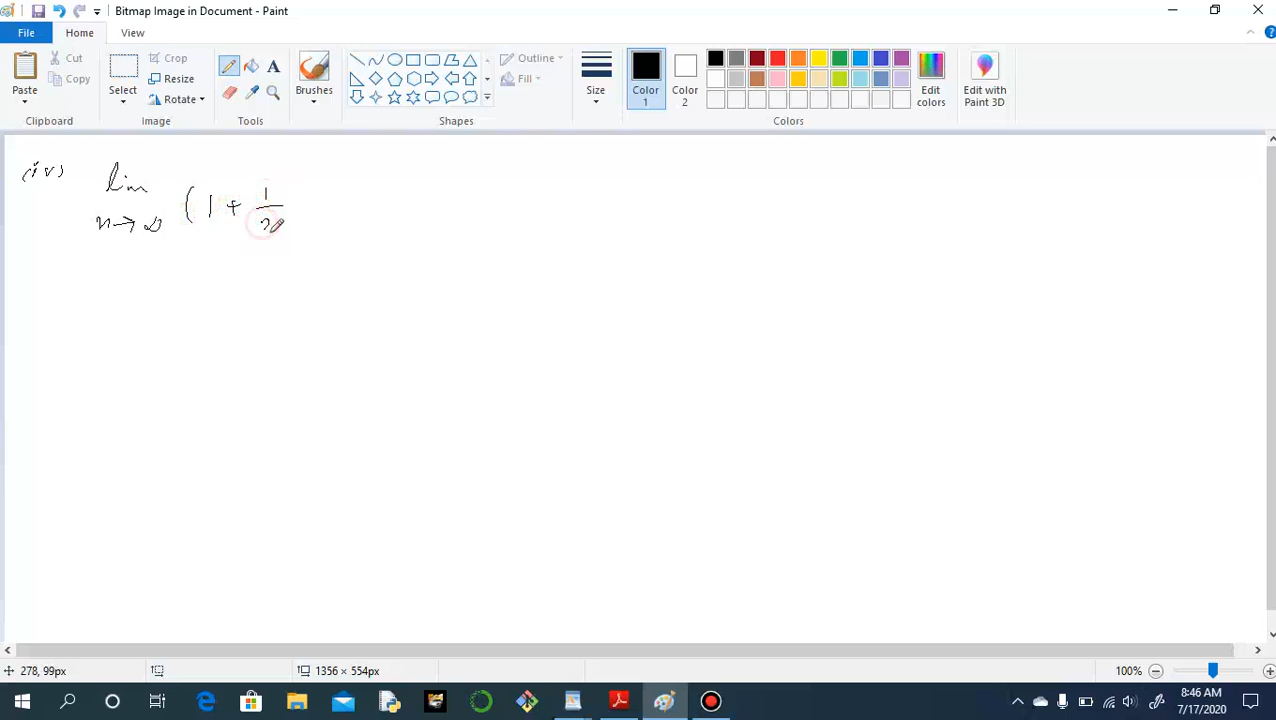 Bitmap Image in Document - Paint
File Home View
Paste Cut Copy Select Crop Resize Rotate Brushes Outline Fill Size Color 1 Color 2 Edit colors Edit with Paint 3D
Clipboard Image Tools Shapes Colors
(iv) lim ( 1 + 1
n→∞
278, 99px 1356 × 554px 100%
8:46 AM
7/17/2020